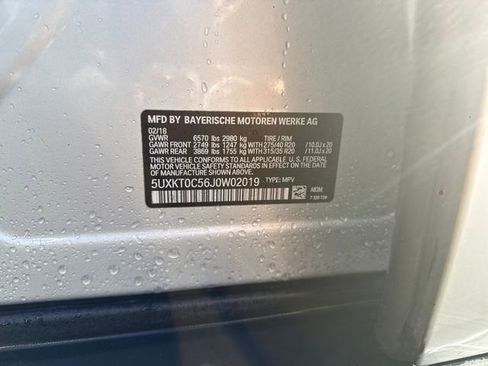 MFD BY BAYERISCHE MOTOREN WERKE AG
02/18
GVWR 6570 lbs 2980 kg TIRE / RIM
GAWR FRONT 2749 lbs 1247 kg WITH 275/40 R20 / 10.0J x 20
GAWR REAR 3869 lbs 1755 kg WITH 315/35 R20 / 11.0J x 20
THIS VEHICLE CONFORMS TO ALL APPLICABLE U. S. FEDERAL
MOTOR VEHICLE SAFETY STANDARDS IN EFFECT ON
THE DATE OF MANUFACTURE SHOWN ABOVE.
5UXKT0C56J0W02019 TYPE: MPV
A83M